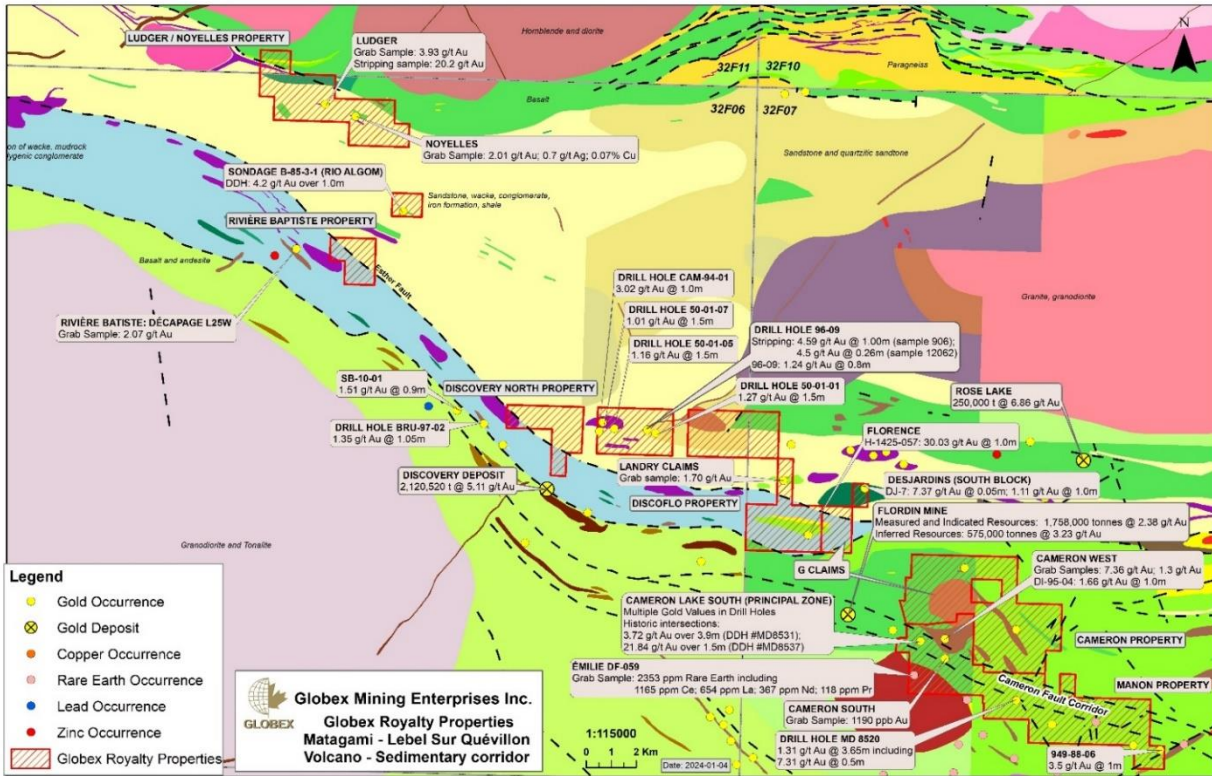 LUDGER / NOYELLES PROPERTY
LUDGER
Grab Sample: 3.93 g/t Au
Stripping sample: 20.2 g/t Au
Hornblende and diorite
N
32F11
32F10
Paragneiss
32F06
32F07
Basalt
NOYELLES
Grab Sample: 2.01 g/t Au; 0.7 g/t Ag; 0.07% Cu
on of wacke, mudrock
lygenic conglomerate
Sandstone and quartzitic sandtone
SONDAGE B-85-3-1 (RIO ALGOM)
DDH: 4.2 g/t Au over 1.0m
Sandstone, wacke, conglomerate,
iron formation, shale
RIVIÈRE BAPTISTE PROPERTY
Basalt and andesite
Esther Fault
DRILL HOLE CAM-94-01
3.02 g/t Au @ 1.0m
Granite, granodiorite
DRILL HOLE 50-01-07
1.01 g/t Au @ 1.5m
RIVIÈRE BATISTE: DÉCAPAGE L25W
Grab Sample: 2.07 g/t Au
DRILL HOLE 50-01-05
1.16 g/t Au @ 1.5m
DRILL HOLE 96-09
Stripping: 4.59 g/t Au @ 1.00m (sample 906);
4.5 g/t Au @ 0.26m (sample 12062)
96-09: 1.24 g/t Au @ 0.8m
SB-10-01
1.51 g/t Au @ 0.9m
DISCOVERY NORTH PROPERTY
DRILL HOLE 50-01-01
1.27 g/t Au @ 1.5m
ROSE LAKE
250,000 t @ 6.86 g/t Au
DRILL HOLE BRU-97-02
1.35 g/t Au @ 1.05m
FLORENCE
H-1425-057: 30.03 g/t Au @ 1.0m
LANDRY CLAIMS
Grab sample: 1.70 g/t Au
DISCOVERY DEPOSIT
2,120,520 t @ 5.11 g/t Au
DESJARDINS (SOUTH BLOCK)
DJ-7: 7.37 g/t Au @ 0.05m; 1.11 g/t Au @ 1.0m
DISCOFLO PROPERTY
FLORDIN MINE
Measured and Indicated Resources: 1,758,000 tonnes @ 2.38 g/t Au
Inferred Resources: 575,000 tonnes @ 3.23 g/t Au
Granodiorite and Tonalite
G CLAIMS
CAMERON WEST
Grab Samples: 7.36 g/t Au; 1.3 g/t Au
DI-95-04: 1.66 g/t Au @ 1.0m
CAMERON LAKE SOUTH (PRINCIPAL ZONE)
Multiple Gold Values in Drill Holes
Historic intersections:
3.72 g/t Au over 3.9m (DDH #MD8531);
21.84 g/t Au over 1.5m (DDH #MD8537)
CAMERON PROPERTY
ÉMILIE DF-059
Grab Sample: 2353 ppm Rare Earth including
1165 ppm Ce; 654 ppm La; 367 ppm Nd; 118 ppm Pr
MANON PROPERTY
Cameron Fault Corridor
CAMERON SOUTH
Grab Sample: 1190 ppb Au
DRILL HOLE MD 8520
1.31 g/t Au @ 3.65m including
7.31 g/t Au @ 0.5m
949-88-06
3.5 g/t Au @ 1m
Legend
Gold Occurrence
Gold Deposit
Copper Occurrence
Rare Earth Occurrence
Lead Occurrence
Zinc Occurrence
Globex Royalty Properties
GLOBEX
Globex Mining Enterprises Inc.
Globex Royalty Properties
Matagami - Lebel Sur Quévillon
Volcano - Sedimentary corridor
1:115000
0 1 2 Km
Date: 2024-01-04